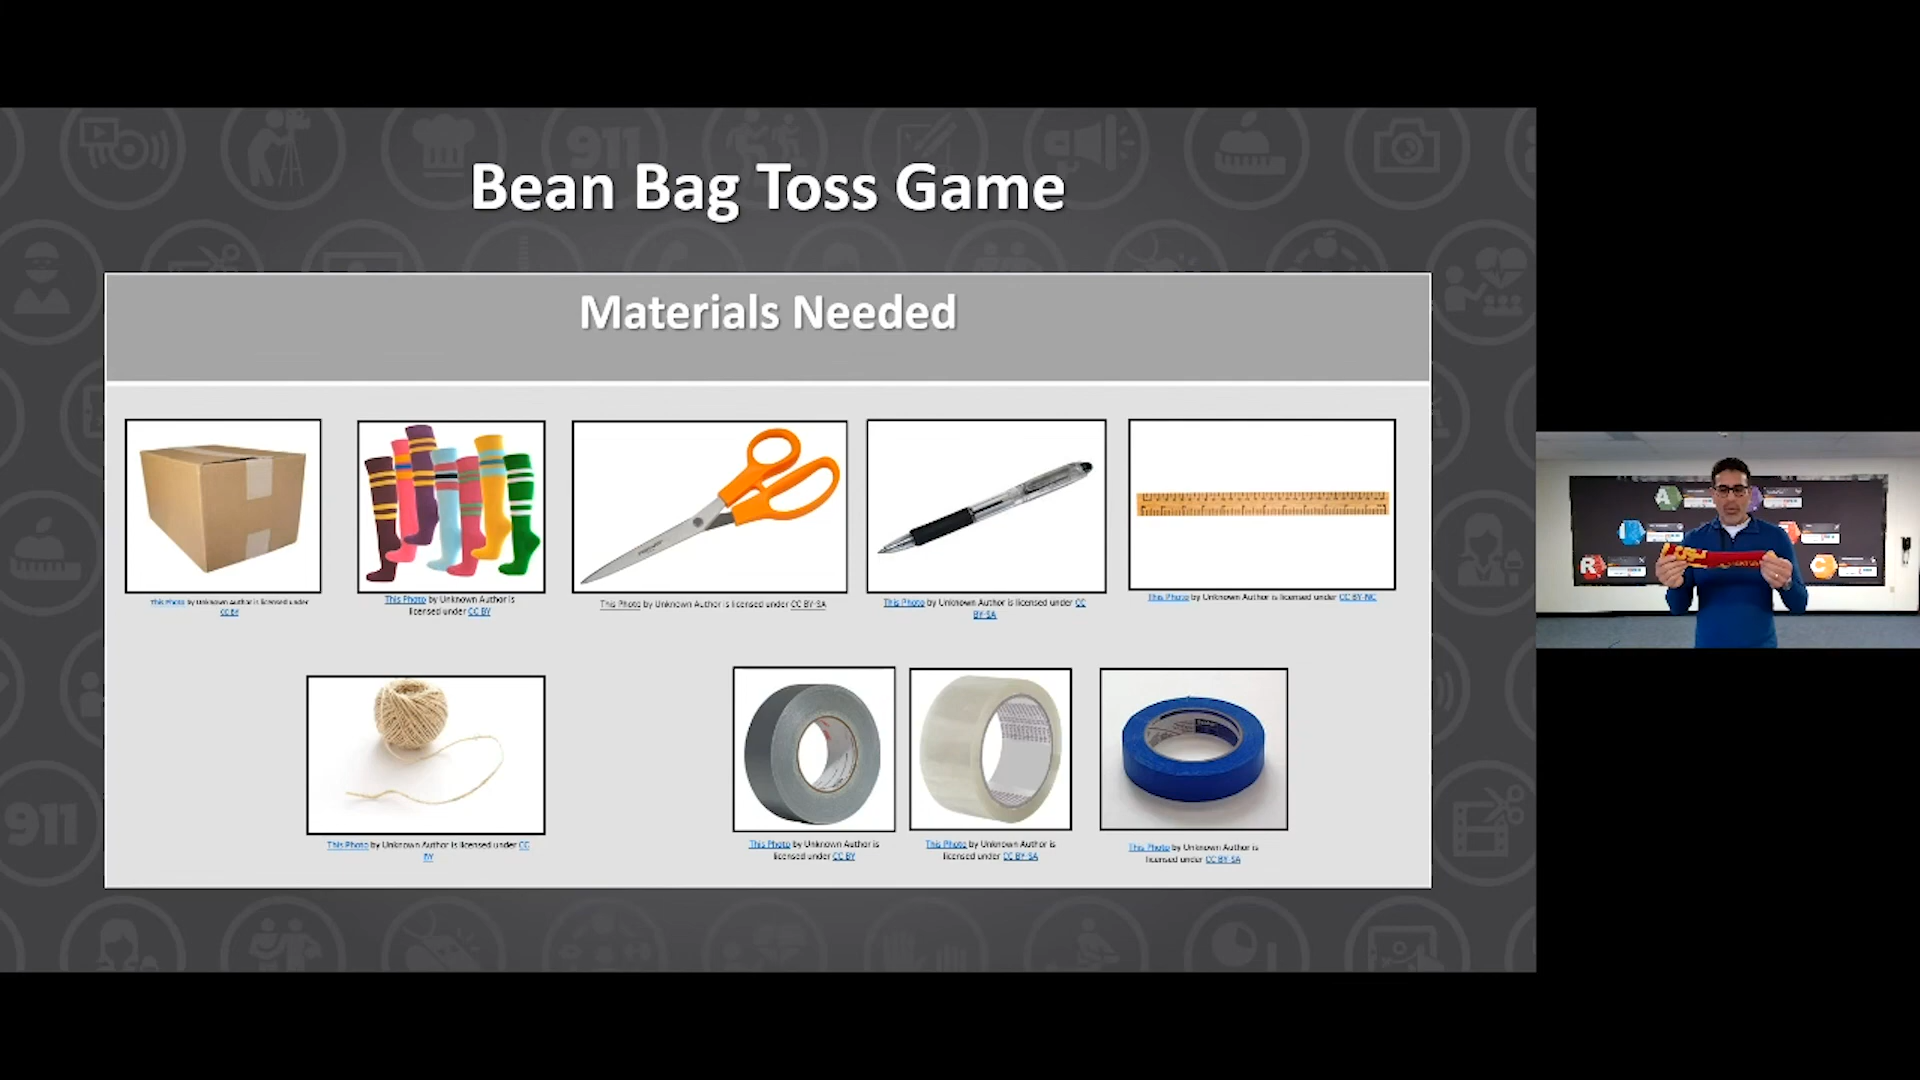 Bean Bag Toss Game
Materials Needed
This Photo by Unknown Author is licensed under
CC BY
This Photo by Unknown Author is
licensed under CC BY
This Photo by Unknown Author is licensed under CC BY-SA
This Photo by Unknown Author is licensed under CC
BY-SA
This Photo by Unknown Author is licensed under CC BY-NC
This Photo by Unknown Author is licensed under CC
BY
This Photo by Unknown Author is
licensed under CC BY
This Photo by Unknown Author is
licensed under CC BY-SA
This Photo by Unknown Author is
licensed under CC BY-SA
911
911
A
I
R
E
C